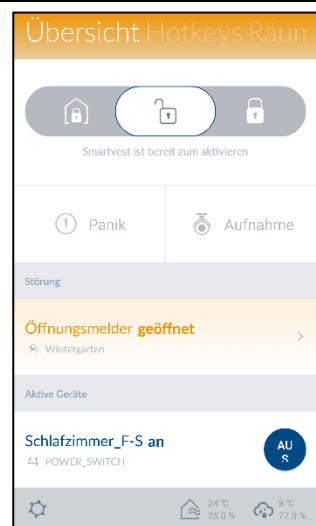 Übersicht Hotkeys Räum
Smartvest ist bereit zum aktivieren
Panik
Aufnahme
Störung
Öffnungsmelder geöffnet
Wintergarten
Aktive Geräte
Schlafzimmer_F-S an
POWER_SWITCH
AU
S
24 °C
25.0 %
8 °C
77.0 %